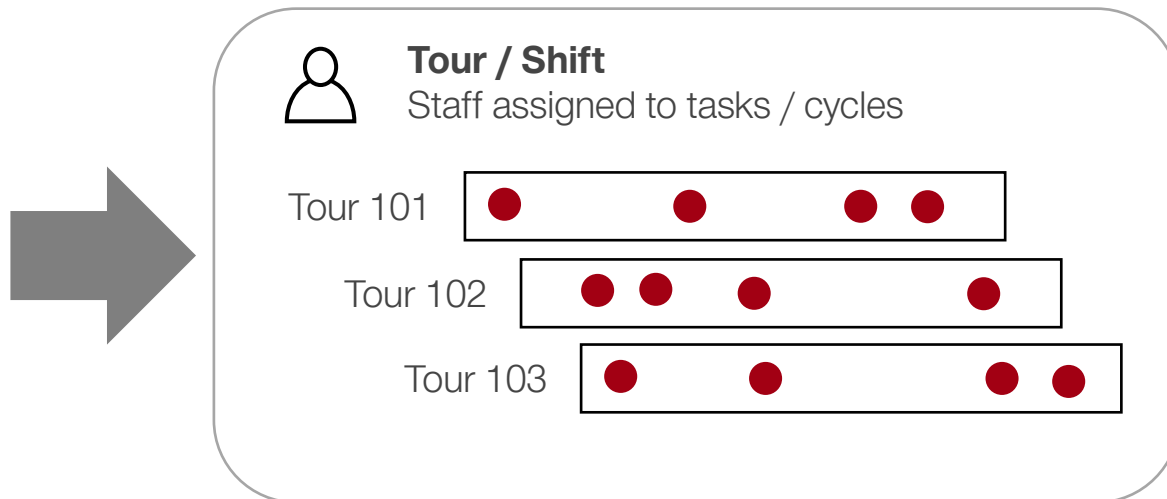 Tour / Shift
Staff assigned to tasks / cycles
Tour 101
Tour 102
Tour 103